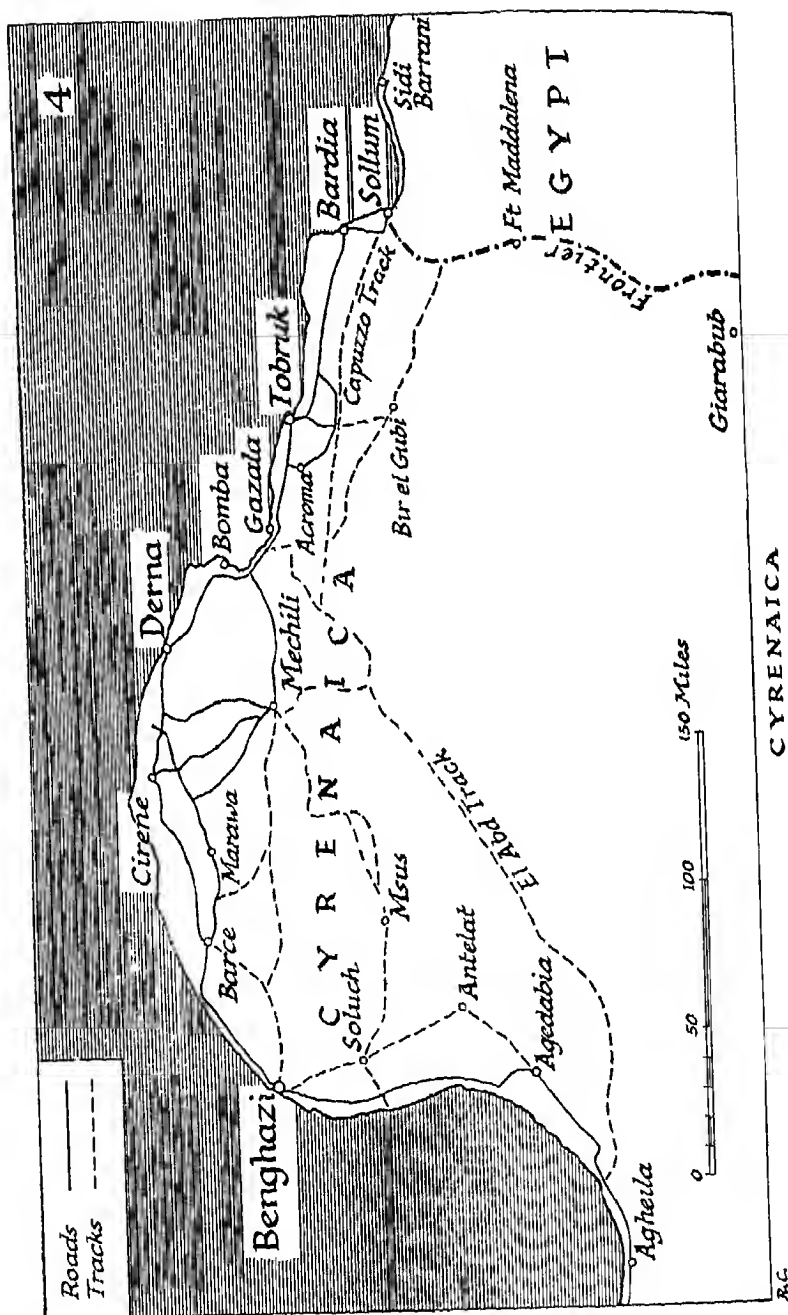 4
Roads
Tracks
Cirene
Derna
Bomba
Gazala
Tobruk
Bardia
Sollum
Sidi
Barrani
Barce
Marawa
Mechili
Acroma
Capuzzo Track
Benghazi
Soluch
Msus
CYRENAICA
Bir el Gubi
Ft Maddalena
EGYPT
Frontier
Antelat
Agedabia
El Abd Track
Giarabub
Agheila
0 50 100 150 Miles
R.C.
CYRENAICA